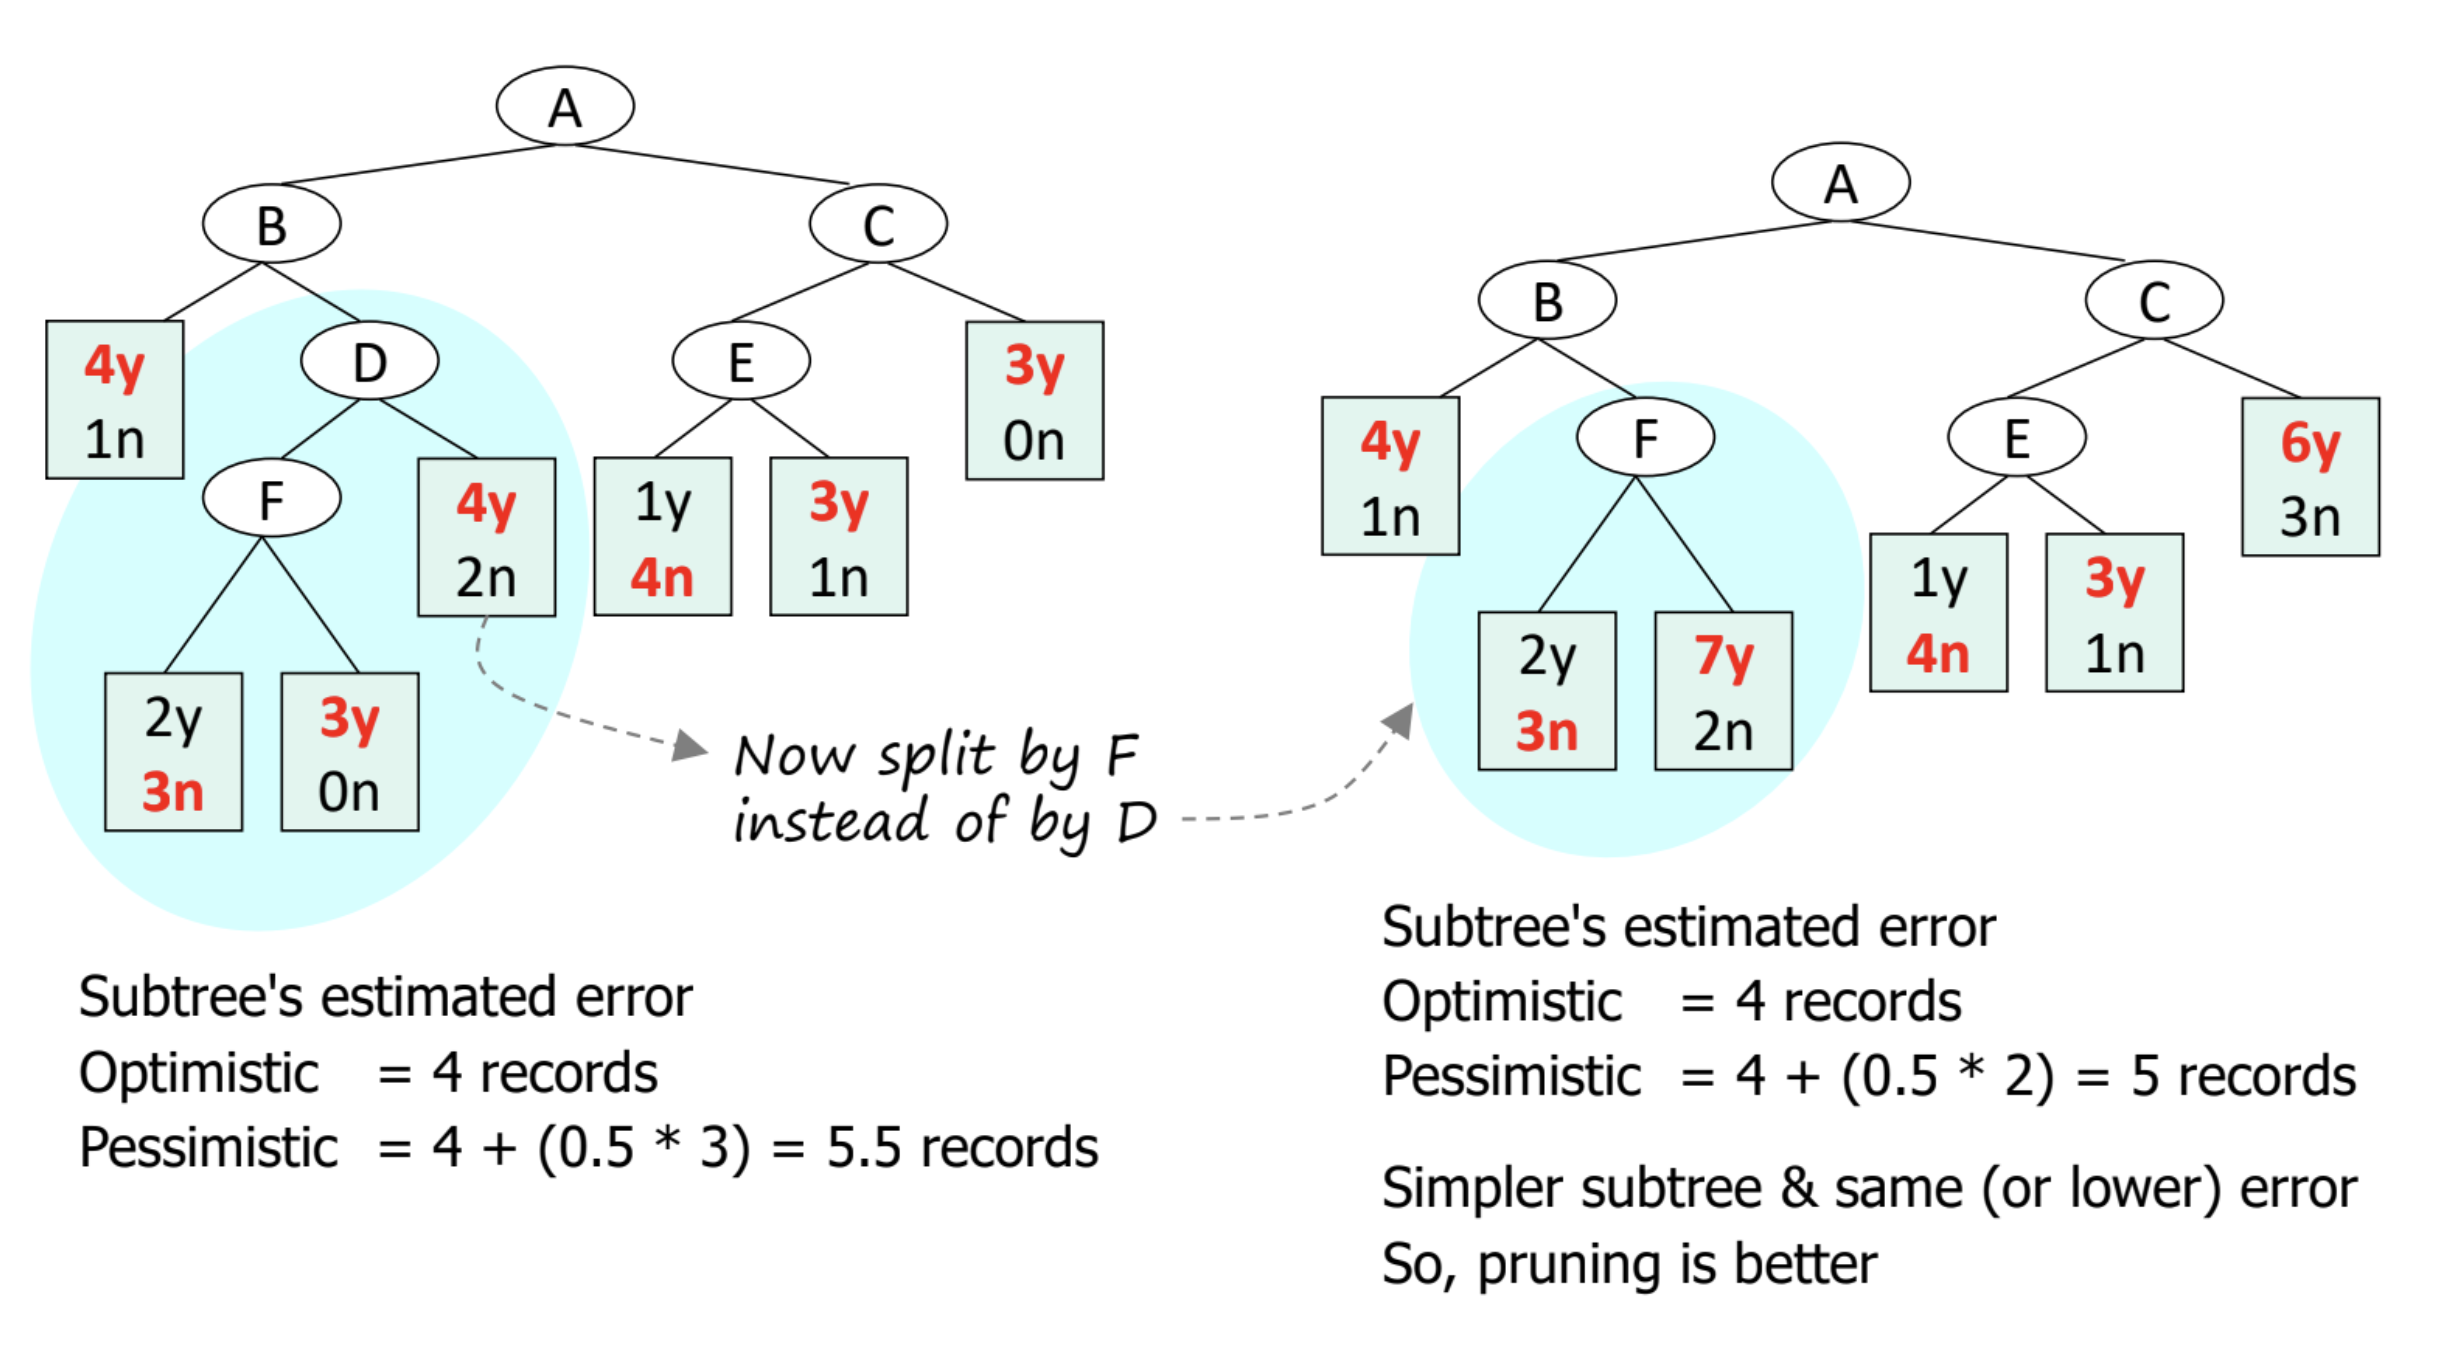 A
B
C
4y
1n
D
E
3y
0n
F
4y
2n
1y
4n
3y
1n
2y
3n
3y
0n
Now split by F
instead of by D
Subtree's estimated error
Optimistic = 4 records
Pessimistic = 4 + (0.5 * 3) = 5.5 records
A
B
C
4y
1n
F
E
6y
3n
2y
3n
7y
2n
1y
4n
3y
1n
Subtree's estimated error
Optimistic = 4 records
Pessimistic = 4 + (0.5 * 2) = 5 records
Simpler subtree & same (or lower) error
So, pruning is better